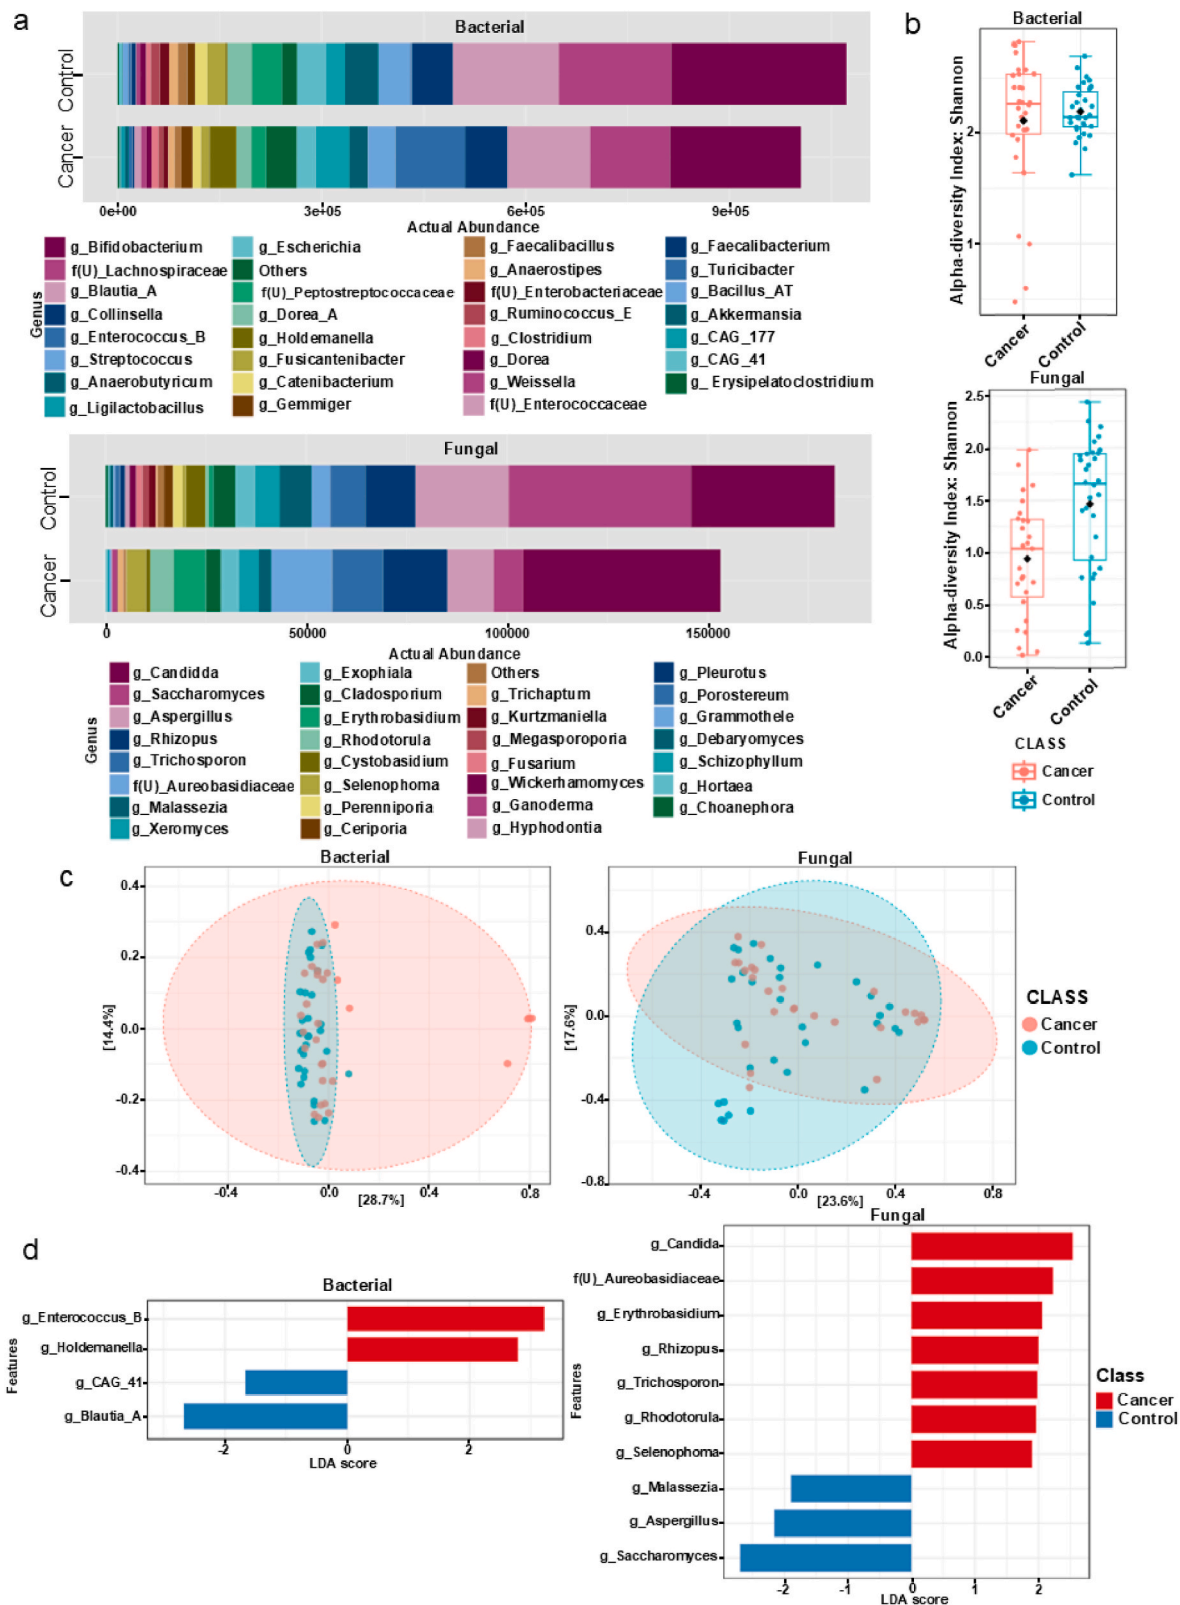 a
Bacterial
Control
Cancer
0e+00 3e+05 6e+05 9e+05
Actual Abundance
Genus
g_Bifidobacterium g_Escherichia g_Faecalibacillus g_Faecalibacterium
f(U)_Lachnospiraceae Others g_Anaerostipes g_Turicibacter
g_Blautia_A f(U)_Peptostreptococcaceae f(U)_Enterobacteriaceae g_Bacillus_AT
g_Collinsella g_Dorea_A g_Ruminococcus_E g_Akkermansia
g_Enterococcus_B g_Holdemanella g_Clostridium g_CAG_177
g_Streptococcus g_Fusicantenibacter g_Dorea g_CAG_41
g_Anaerobutyricum g_Catenibacterium g_Weissella g_Erysipelatoclostridium
g_Ligilactobacillus g_Gemmiger f(U)_Enterococcaceae
Fungal
Control
Cancer
0 50000 100000 150000
Actual Abundance
Genus
g_Candidda g_Exophiala Others g_Pleurotus
g_Saccharomyces g_Cladosporium g_Trichaptum g_Porostereum
g_Aspergillus g_Erythrobasidium g_Kurtzmaniella g_Grammothele
g_Rhizopus g_Rhodotorula g_Megasporoporia g_Debaryomyces
g_Trichosporon g_Cystobasidium g_Fusarium g_Schizophyllum
f(U)_Aureobasidiaceae g_Selenophoma g_Wickerhamomyces g_Hortaea
g_Malassezia g_Perenniporia g_Ganoderma g_Choanephora
g_Xeromyces g_Ceriporia g_Hyphodontia
b
Bacterial
Alpha-diversity Index: Shannon
2
1
Cancer Control
Fungal
Alpha-diversity Index: Shannon
2.5
2.0
1.5
1.0
0.5
0.0
Cancer Control
CLASS
Cancer
Control
c
Bacterial
[14.4%]
0.4
0.2
0.0
-0.2
-0.4
-0.4 0.0 0.4 0.8
[28.7%]
Fungal
[17.6%]
0.4
0.0
-0.4
-0.8
-0.4 0.0 0.4 0.8
[23.6%]
CLASS
Cancer
Control
d
Bacterial
Features
g_Enterococcus_B
g_Holdemanella
g_CAG_41
g_Blautia_A
-2 0 2
LDA score
Fungal
Features
g_Candida
f(U)_Aureobasidiaceae
g_Erythrobasidium
g_Rhizopus
g_Trichosporon
g_Rhodotorula
g_Selenophoma
g_Malassezia
g_Aspergillus
g_Saccharomyces
-2 -1 0 1 2
LDA score
Class
Cancer
Control